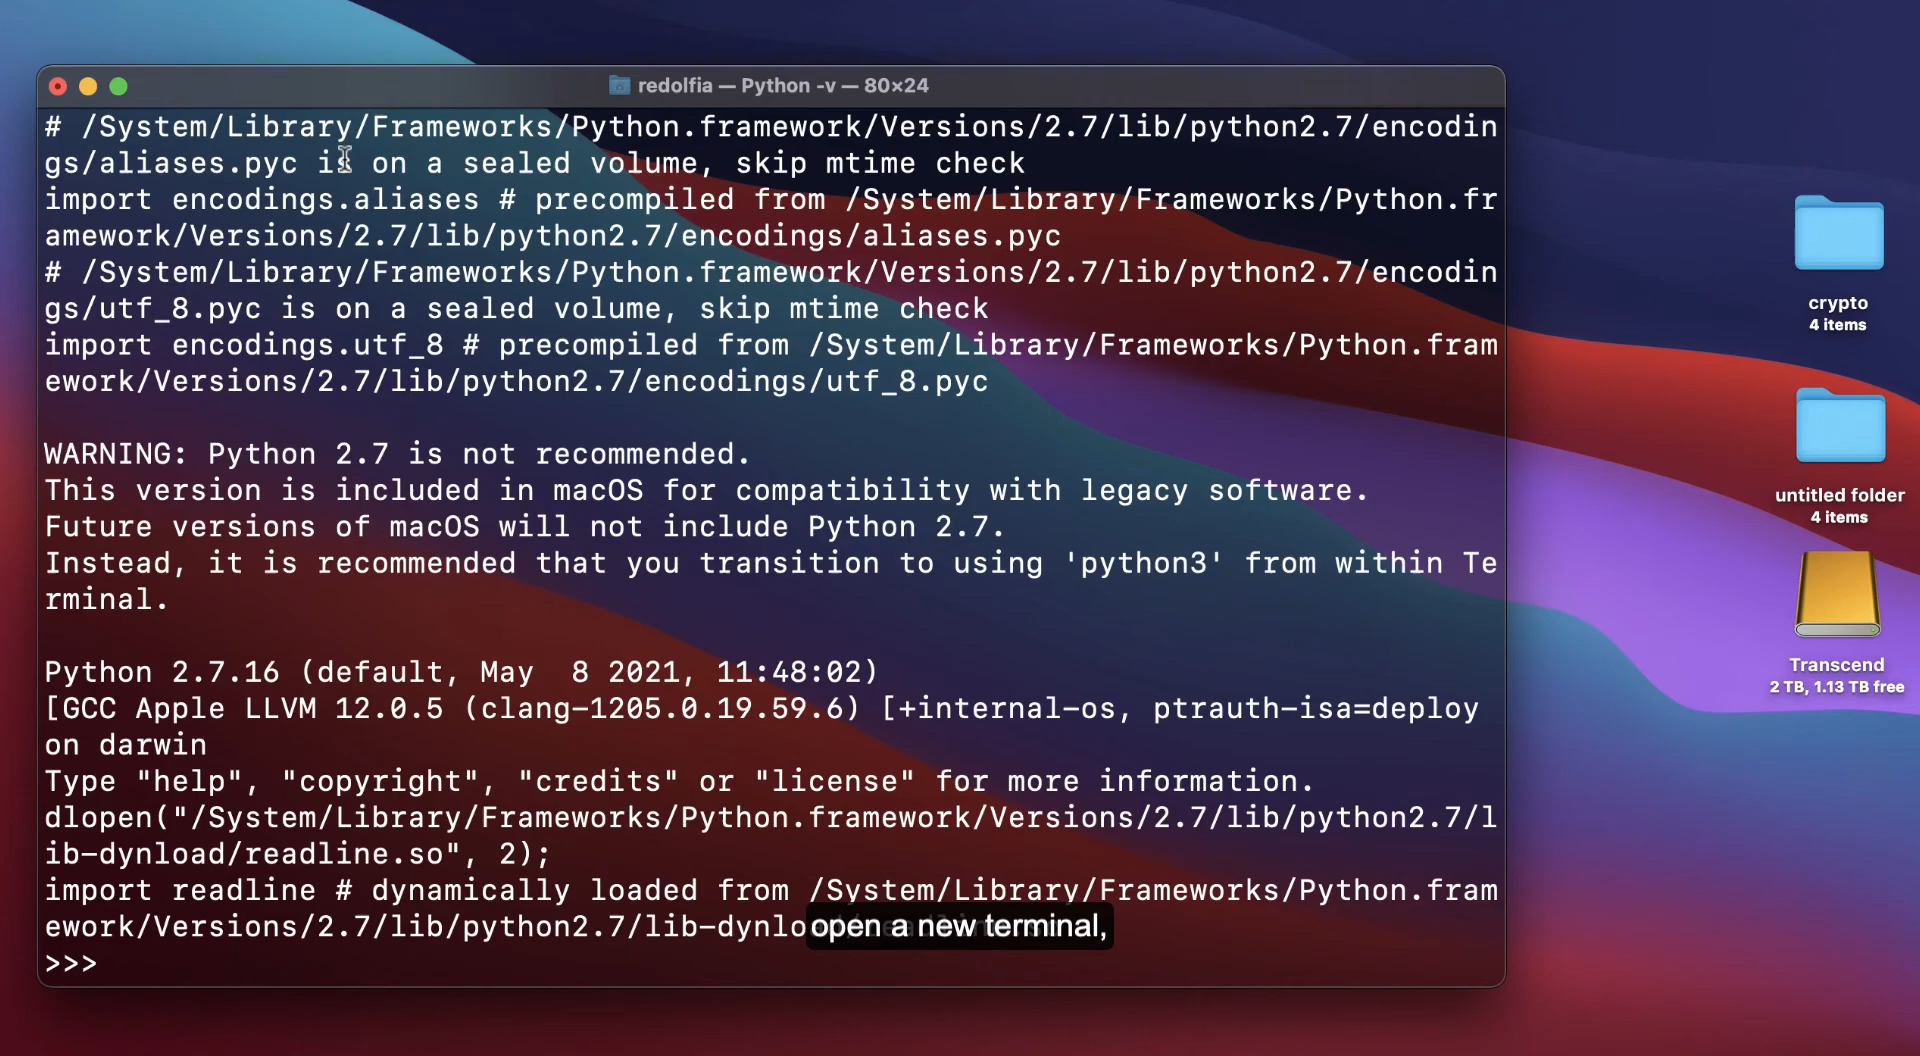 redolfia — Python -v — 80×24
# /System/Library/Frameworks/Python.framework/Versions/2.7/lib/python2.7/encodin
gs/aliases.pyc is on a sealed volume, skip mtime check
import encodings.aliases # precompiled from /System/Library/Frameworks/Python.fr
amework/Versions/2.7/lib/python2.7/encodings/aliases.pyc
# /System/Library/Frameworks/Python.framework/Versions/2.7/lib/python2.7/encodin
gs/utf_8.pyc is on a sealed volume, skip mtime check
import encodings.utf_8 # precompiled from /System/Library/Frameworks/Python.fram
ework/Versions/2.7/lib/python2.7/encodings/utf_8.pyc
WARNING: Python 2.7 is not recommended.
This version is included in macOS for compatibility with legacy software.
Future versions of macOS will not include Python 2.7.
Instead, it is recommended that you transition to using 'python3' from within Te
rminal.
Python 2.7.16 (default, May  8 2021, 11:48:02)
[GCC Apple LLVM 12.0.5 (clang-1205.0.19.59.6) [+internal-os, ptrauth-isa=deploy
on darwin
Type "help", "copyright", "credits" or "license" for more information.
dlopen("/System/Library/Frameworks/Python.framework/Versions/2.7/lib/python2.7/l
ib-dynload/readline.so", 2);
import readline # dynamically loaded from /System/Library/Frameworks/Python.fram
ework/Versions/2.7/lib/python2.7/lib-dynlo
open a new terminal,
>>>
crypto
4 items
untitled folder
4 items
Transcend
2 TB, 1.13 TB free